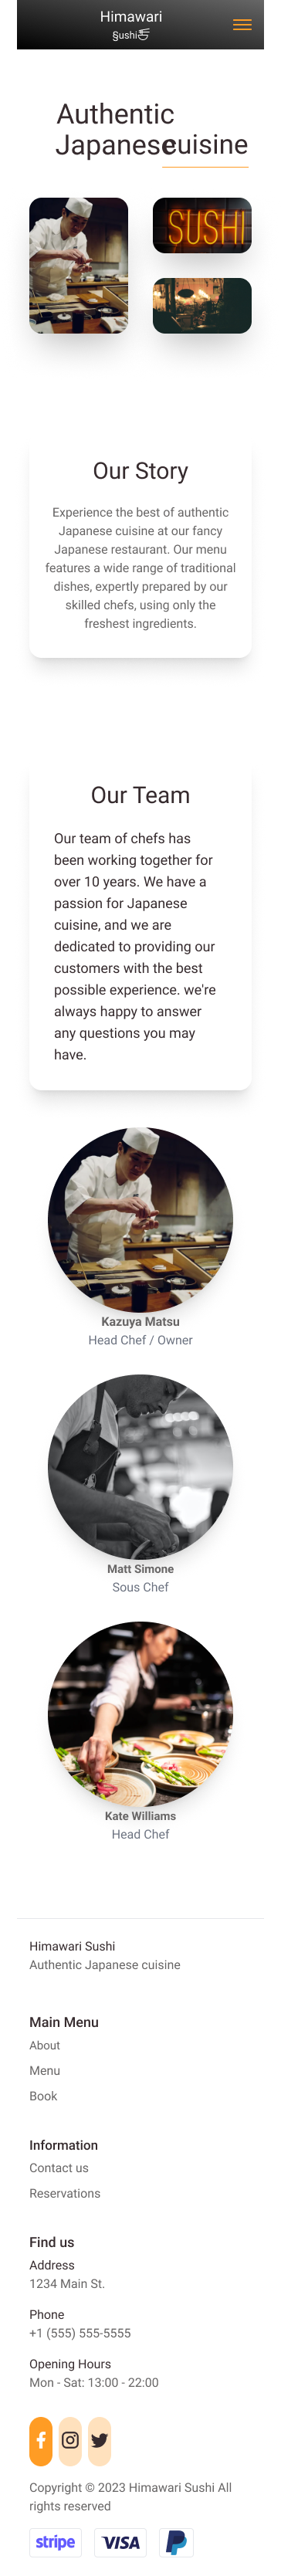 Himawari
Sushi
Authentic
Japanese
cuisine
SUSHI
Our Story
Experience the best of authentic
Japanese cuisine at our fancy
Japanese restaurant. Our menu
features a wide range of traditional
dishes, expertly prepared by our
skilled chefs, using only the
freshest ingredients.
Our Team
Our team of chefs has
been working together for
over 10 years. We have a
passion for Japanese
cuisine, and we are
dedicated to providing our
customers with the best
possible experience. we're
always happy to answer
any questions you may
have.
Kazuya Matsu
Head Chef / Owner
Matt Simone
Sous Chef
Kate Williams
Head Chef
Himawari Sushi
Authentic Japanese cuisine
Main Menu
About
Menu
Book
Information
Contact us
Reservations
Find us
Address
1234 Main St.
Phone
+1 (555) 555-5555
Opening Hours
Mon - Sat: 13:00 - 22:00
Copyright © 2023 Himawari Sushi All
rights reserved
stripe VISA